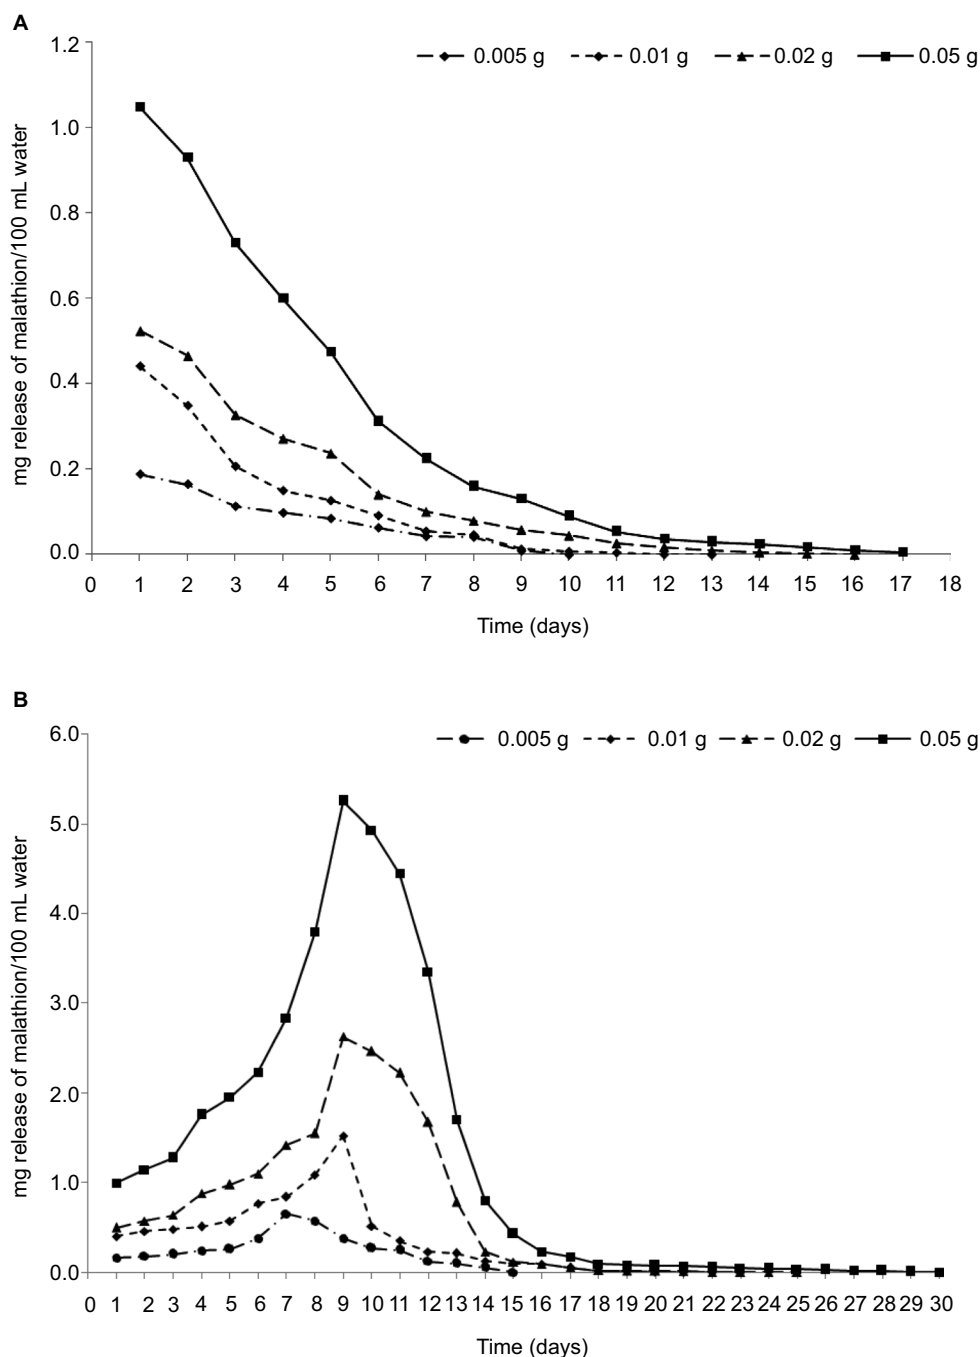 A
1.2
1.0
0.8
0.6
0.4
0.2
0.0
mg release of malathion/100 mL water
0.005 g 0.01 g 0.02 g 0.05 g
0 1 2 3 4 5 6 7 8 9 10 11 12 13 14 15 16 17 18
Time (days)
B
6.0
5.0
4.0
3.0
2.0
1.0
0.0
mg release of malathion/100 mL water
0.005 g 0.01 g 0.02 g 0.05 g
0 1 2 3 4 5 6 7 8 9 10 11 12 13 14 15 16 17 18 19 20 21 22 23 24 25 26 27 28 29 30
Time (days)